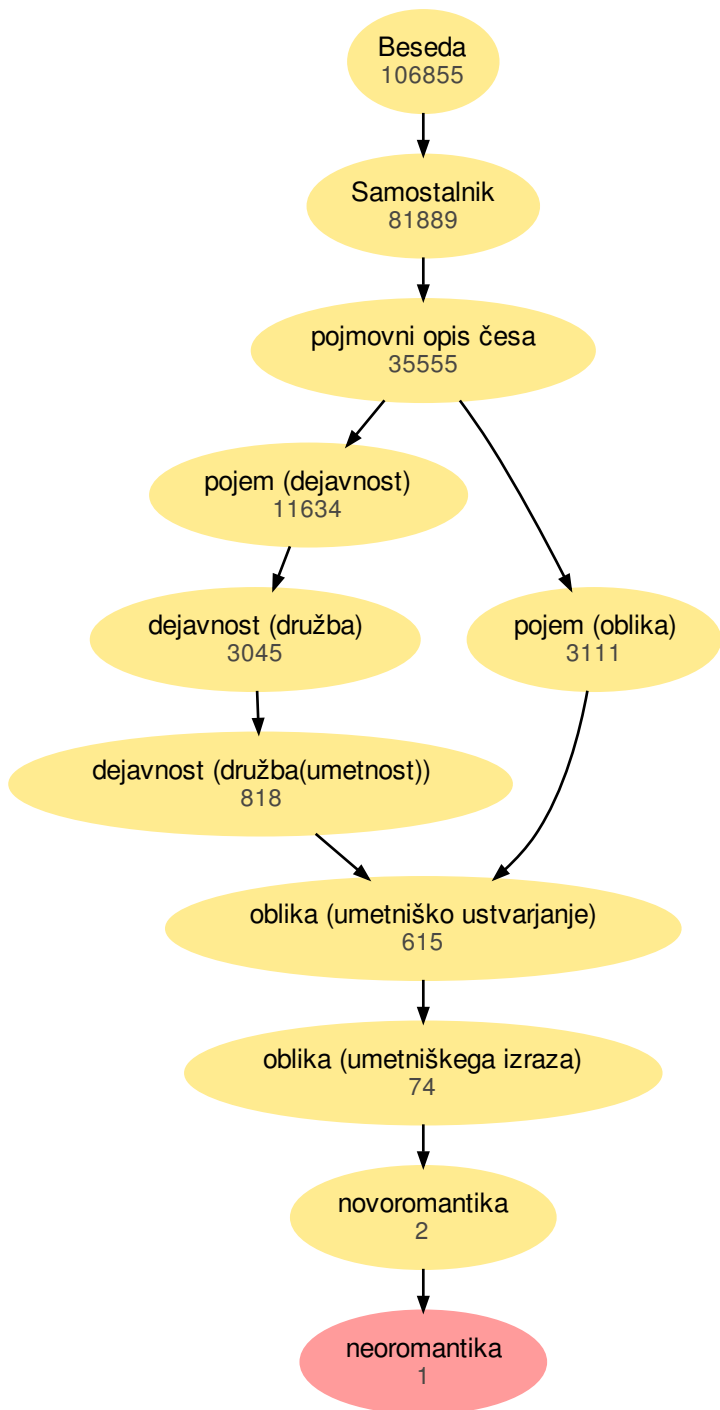 Beseda
106855
Samostalnik
81889
pojmovni opis česa
35555
pojem (dejavnost)
11634
dejavnost (družba)
3045
pojem (oblika)
3111
dejavnost (družba(umetnost))
818
oblika (umetniško ustvarjanje)
615
oblika (umetniškega izraza)
74
novoromantika
2
neoromantika
1